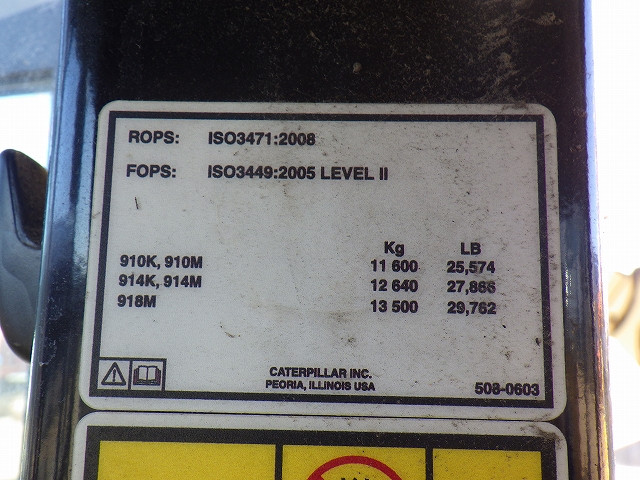 ROPS: ISO3471:2008
FOPS: ISO3449:2005 LEVEL II
Kg LB
910K, 910M 11 600 25,574
914K, 914M 12 640 27,866
918M 13 500 29,762
CATERPILLAR INC.
PEORIA, ILLINOIS USA
508-0603